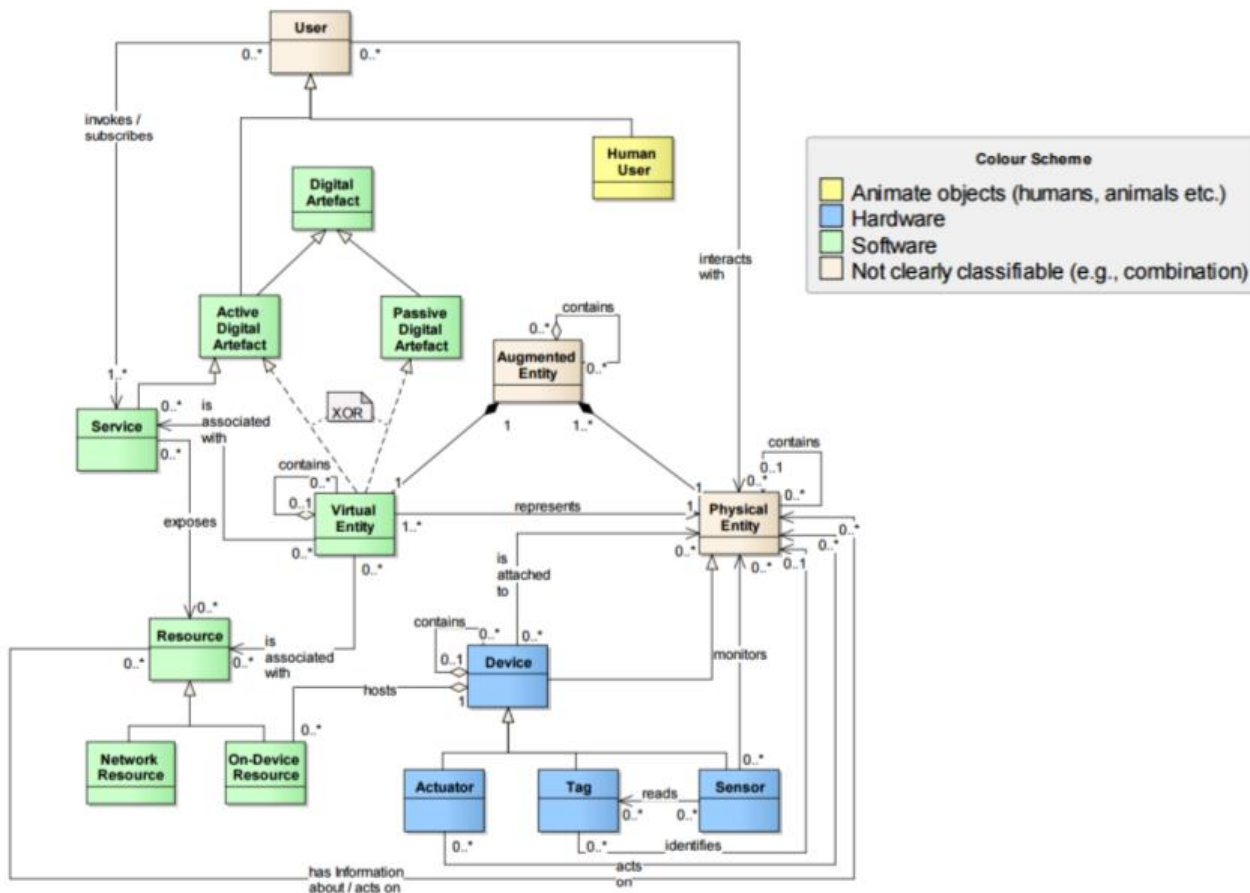 User
0..*
0..*
invokes /
subscribes
Human
User
Colour Scheme
Animate objects (humans, animals etc.)
Hardware
Software
Not clearly classifiable (e.g., combination)
Digital
Artefact
interacts
with
Active
Digital
Artefact
Passive
Digital
Artefact
contains
0..*
0..*
Augmented
Entity
1..*
0..*
is
associated
with
XOR
Service
0..*
1
1..*
contains
0..*
0..1
contains
0..1
0..*
0..*
1
1
1
Virtual
Entity
represents
1..*
0..*
Physical
Entity
0..*
0..*
0..*
0..*
0..1
exposes
is
attached
to
0..*
0..*
0..*
Resource
0..*
0..*
is
associated
with
contains
0..*
0..1
0..*
Device
1
monitors
hosts
0..*
Network
Resource
On-Device
Resource
Actuator
Tag
Sensor
0..*
reads
0..*
0..*
0..*
0..*
identifies
acts
on
has Information
about / acts on